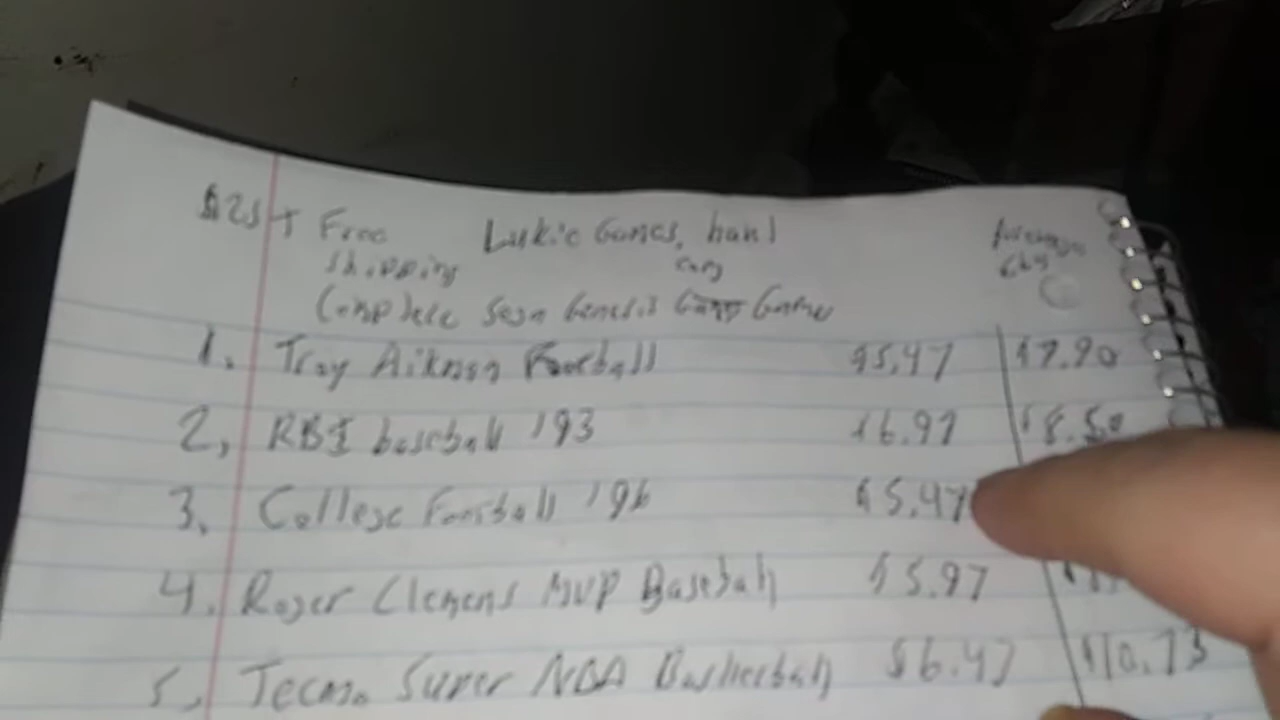 $25+ Free Lukie Games, haul
shipping
Complete Sega Genesis Game
1. Troy Aikman Football $5.47 $7.90
2, RBI baseball '93 $6.97 $8.50
3. College Football '96 $5.47
4. Roger Clemens MVP Baseball $5.97
5. Tecmo Super NBA Basketball $6.47 $10.73